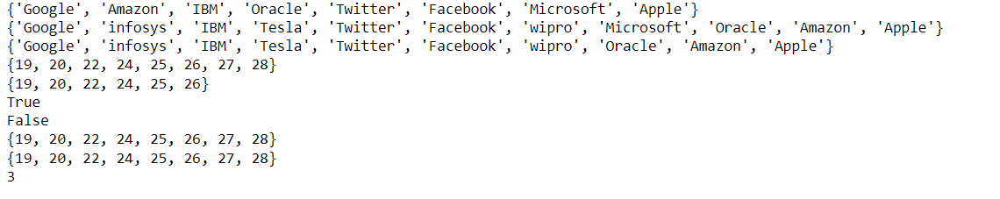 {'Google', 'Amazon', 'IBM', 'Oracle', 'Twitter', 'Facebook', 'Microsoft', 'Apple'}
{'Google', 'infosys', 'IBM', 'Tesla', 'Twitter', 'Facebook', 'wipro', 'Microsoft', 'Oracle', 'Amazon', 'Apple'}
{'Google', 'infosys', 'IBM', 'Tesla', 'Twitter', 'Facebook', 'wipro', 'Oracle', 'Amazon', 'Apple'}
{19, 20, 22, 24, 25, 26, 27, 28}
{19, 20, 22, 24, 25, 26}
True
False
{19, 20, 22, 24, 25, 26, 27, 28}
{19, 20, 22, 24, 25, 26, 27, 28}
3